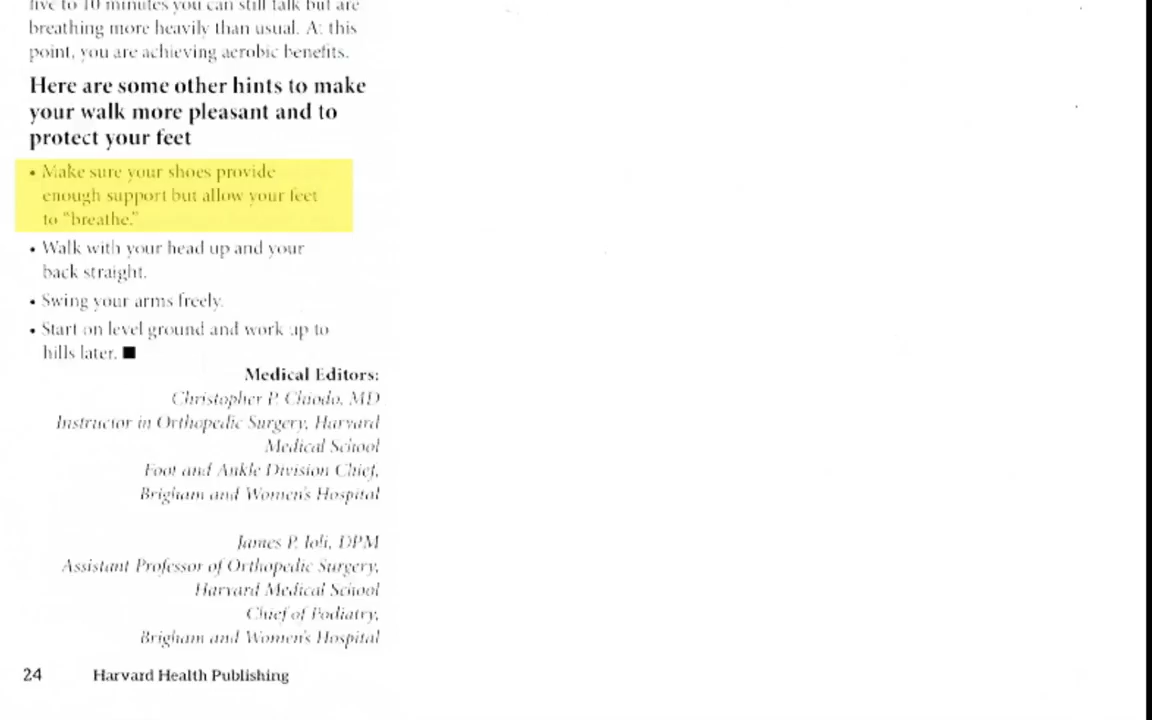 five to 10 minutes you can still talk but are
breathing more heavily than usual. At this
point, you are achieving aerobic benefits.
Here are some other hints to make
your walk more pleasant and to
protect your feet
• Make sure your shoes provide
enough support but allow your feet
to “breathe.”
• Walk with your head up and your
back straight.
• Swing your arms freely.
• Start on level ground and work up to
hills later. ■
Medical Editors:
Christopher P. Chiodo, MD
Instructor in Orthopedic Surgery, Harvard
Medical School
Foot and Ankle Division Chief,
Brigham and Women's Hospital
James P. Ioli, DPM
Assistant Professor of Orthopedic Surgery,
Harvard Medical School
Chief of Podiatry,
Brigham and Women's Hospital
24 Harvard Health Publishing